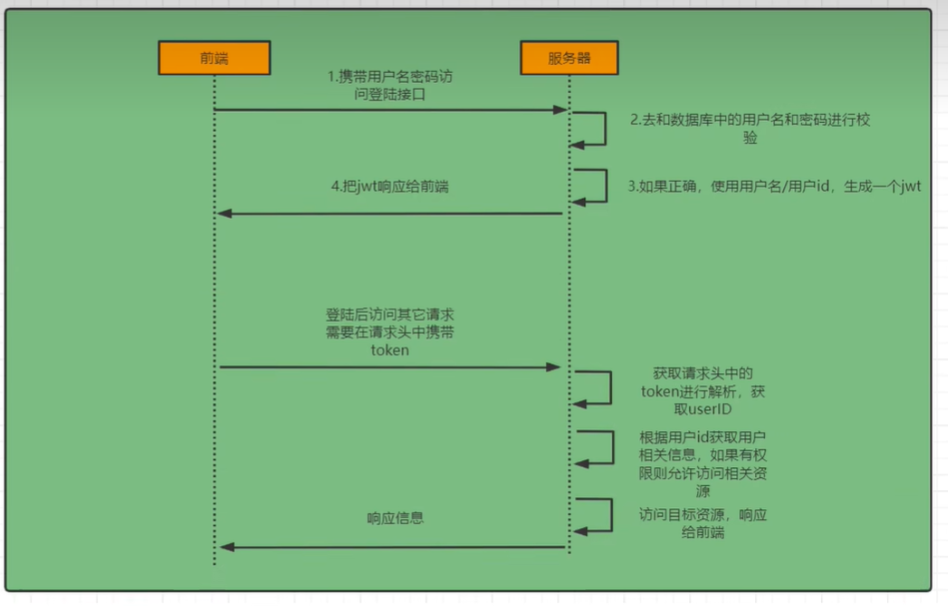 前端
服务器
1.携带用户名密码访
问登陆接口
2.去和数据库中的用户名和密码进行校
验
4.把jwt响应给前端
3.如果正确，使用用户名/用户id，生成一个jwt
登陆后访问其它请求
需要在请求头中携带
token
获取请求头中的
token进行解析，获
取userID
根据用户id获取用户
相关信息，如果有权
限则允许访问相关资
源
响应信息
访问目标资源，响应
给前端